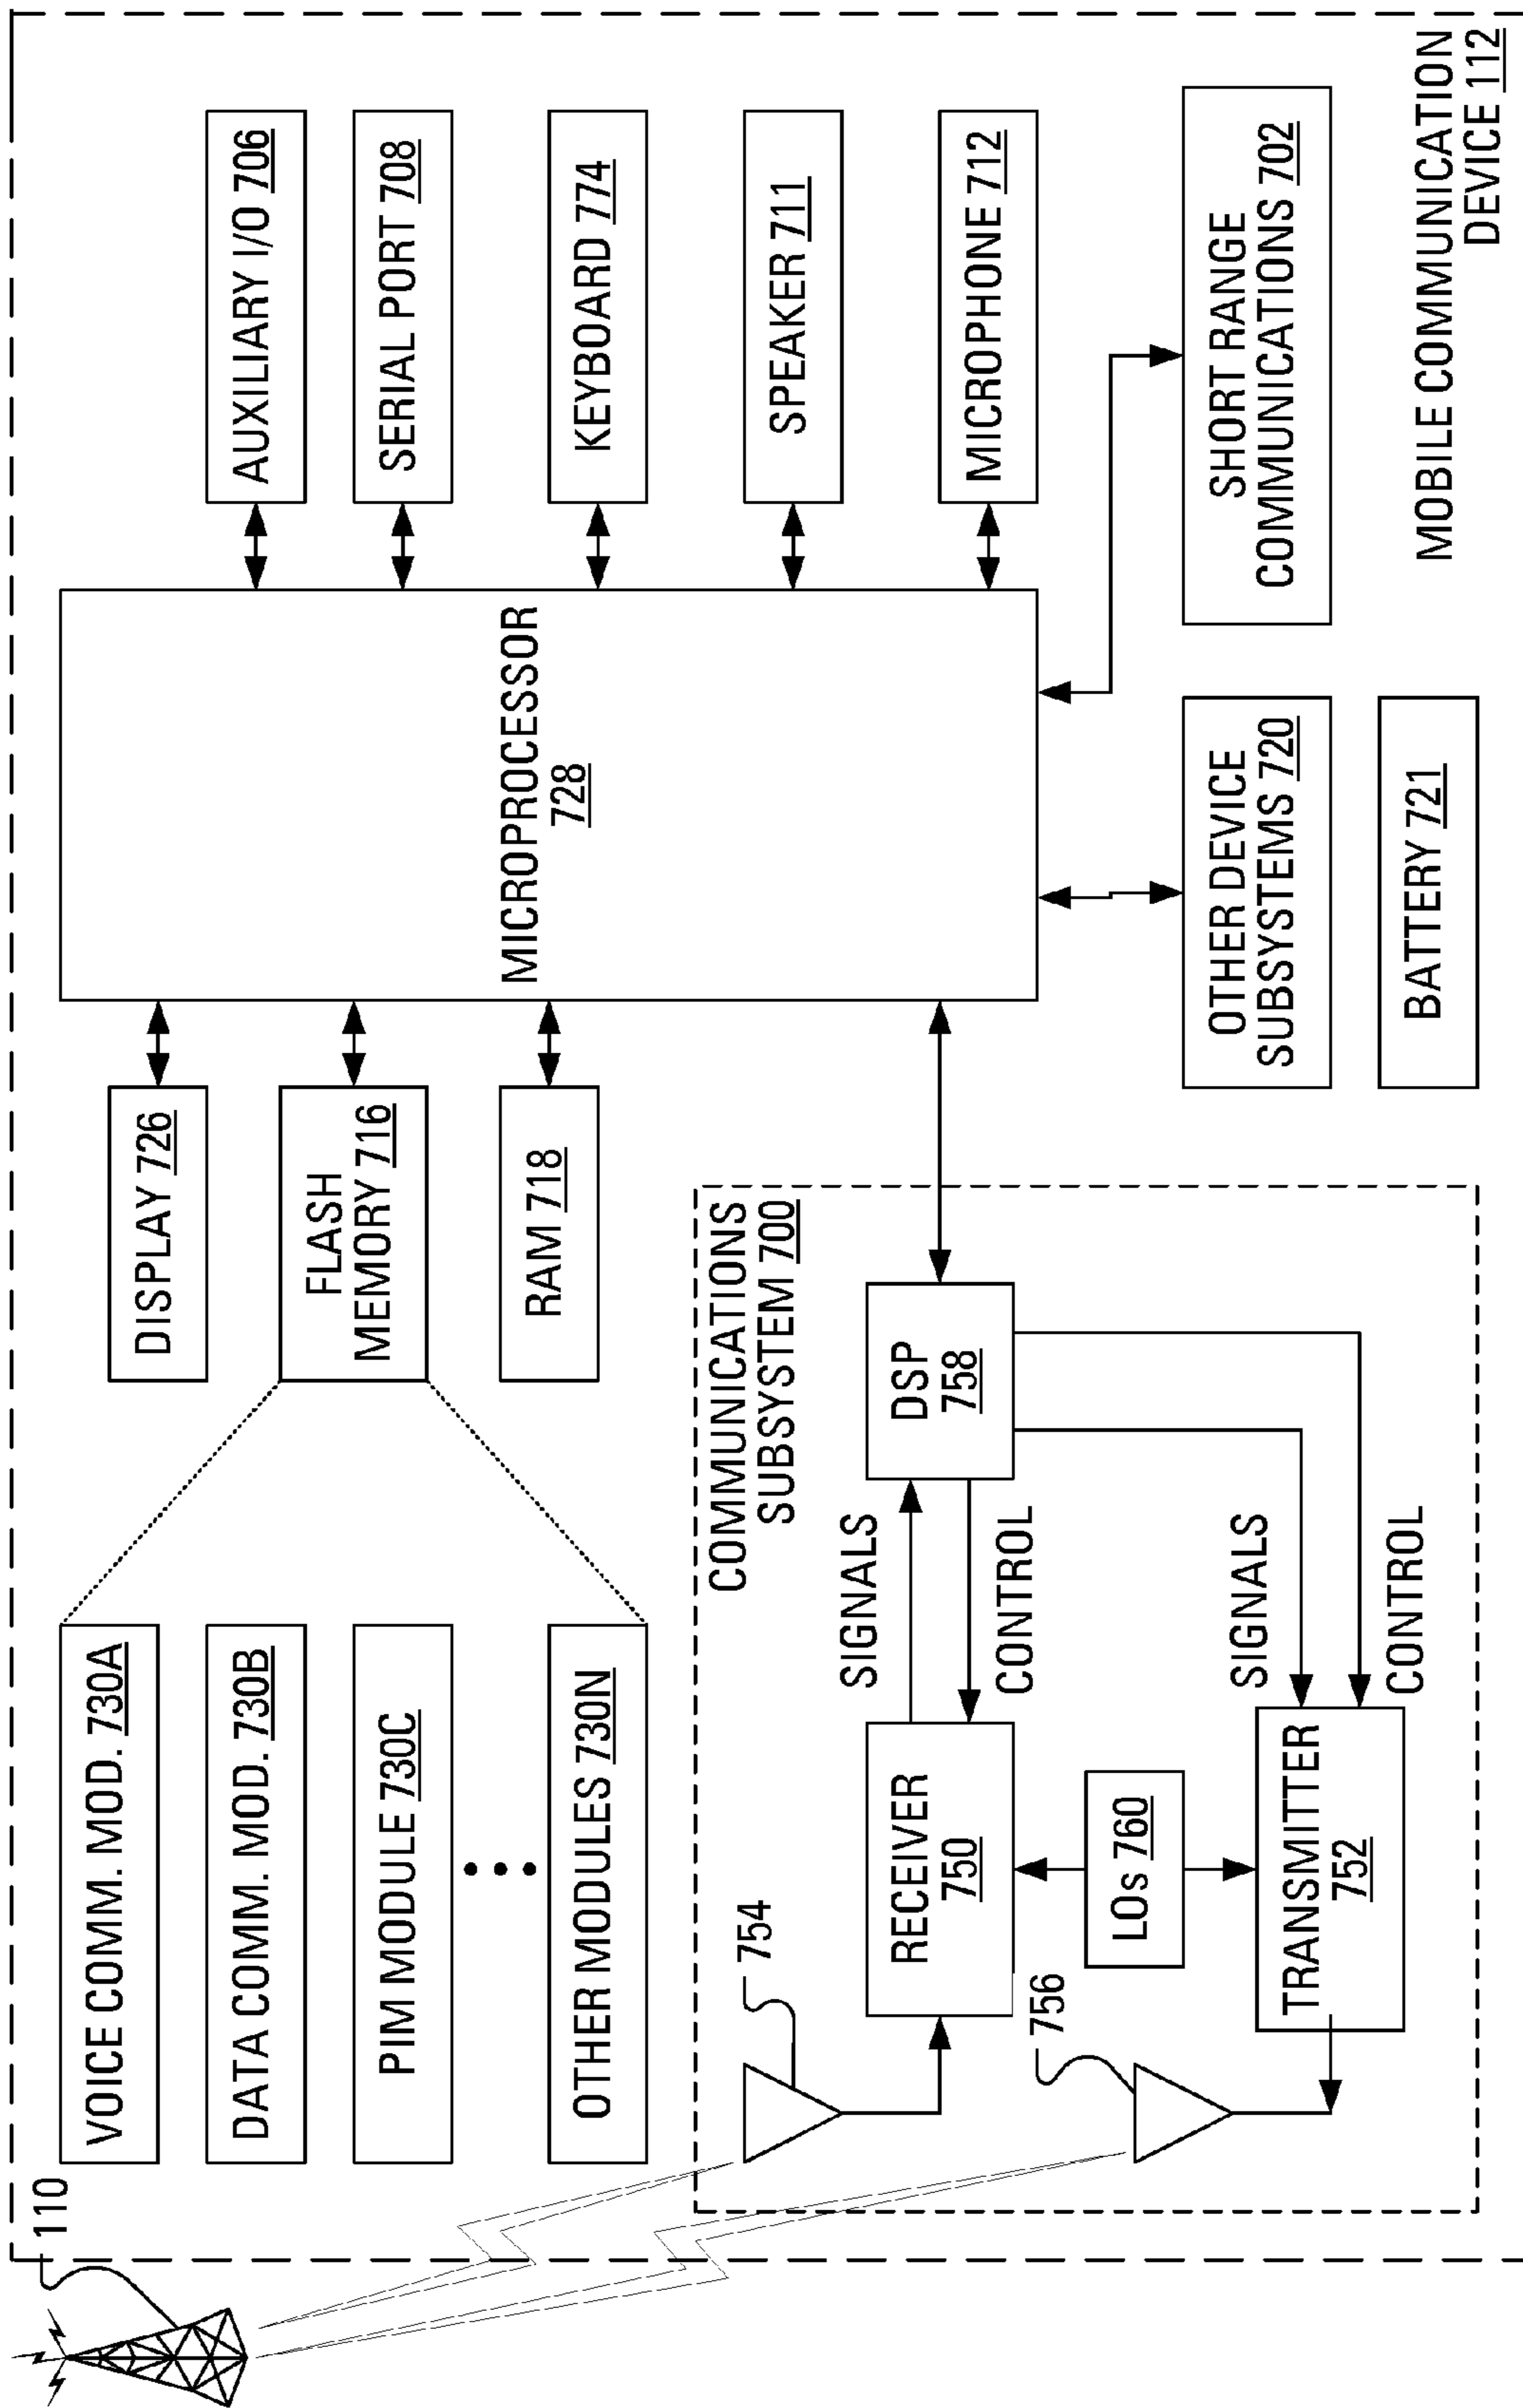 110
VOICE COMM. MOD. 730A
DATA COMM. MOD. 730B
PIM MODULE 730C
OTHER MODULES 730N
DISPLAY 726
FLASH
MEMORY 716
RAM 718
MICROPROCESSOR
728
AUXILIARY I/O 706
SERIAL PORT 708
KEYBOARD 774
SPEAKER 711
MICROPHONE 712
COMMUNICATIONS
SUBSYSTEM 700
754
RECEIVER
750
SIGNALS
CONTROL
DSP
758
756
LOs 760
TRANSMITTER
752
SIGNALS
CONTROL
OTHER DEVICE
SUBSYSTEMS 720
BATTERY 721
SHORT RANGE
COMMUNICATIONS 702
MOBILE COMMUNICATION
DEVICE 112